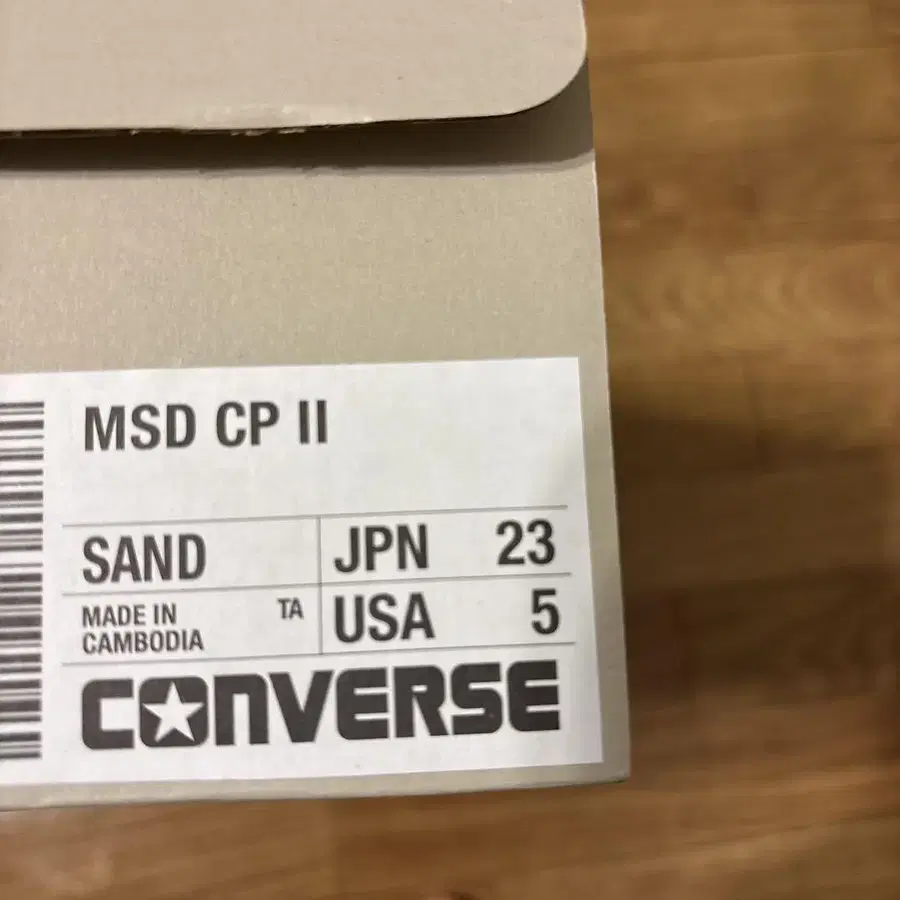 MSD CP II
SAND
JPN 23
MADE IN
CAMBODIA
TA
USA 5
CONVERSE